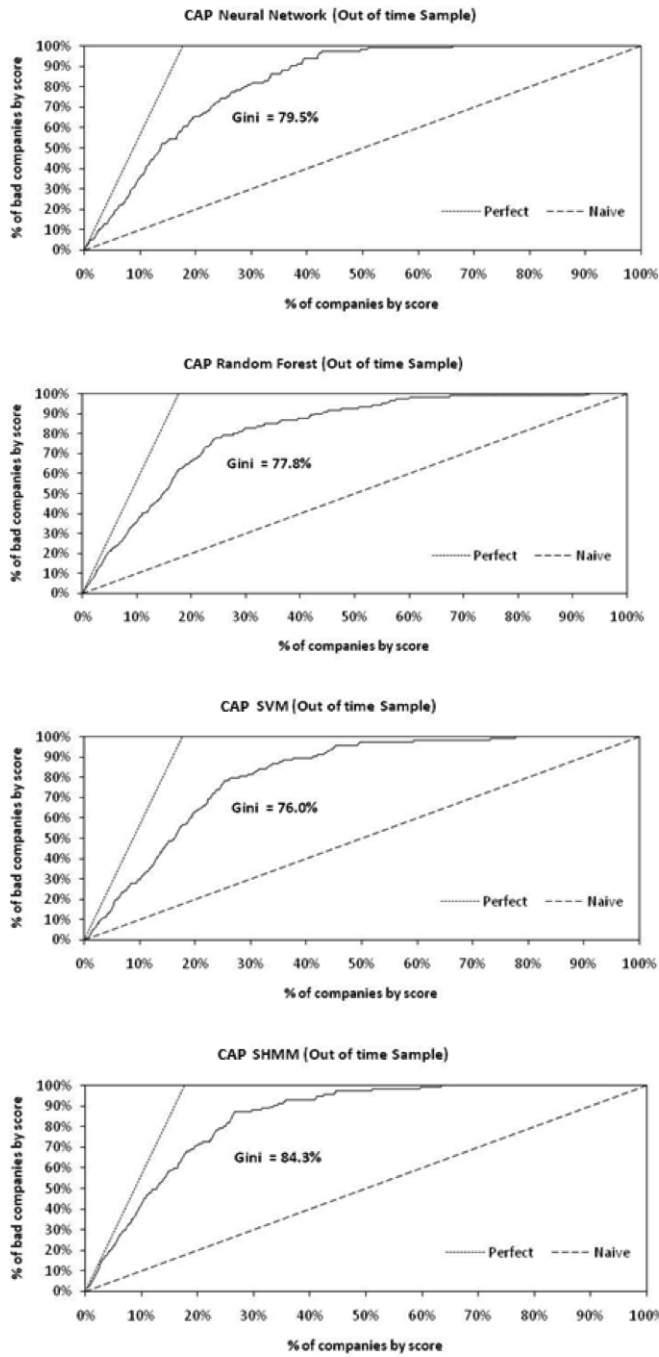 CAP Neural Network (Out of time Sample)
% of bad companies by score
100%
90%
80%
70%
60%
50%
40%
30%
20%
10%
0%
Gini = 79.5%
Perfect Naive
0% 10% 20% 30% 40% 50% 60% 70% 80% 90% 100%
% of companies by score
CAP Random Forest (Out of time Sample)
% of bad companies by score
100%
90%
80%
70%
60%
50%
40%
30%
20%
10%
0%
Gini = 77.8%
Perfect Naive
0% 10% 20% 30% 40% 50% 60% 70% 80% 90% 100%
% of companies by score
CAP SVM (Out of time Sample)
% of bad companies by score
100%
90%
80%
70%
60%
50%
40%
30%
20%
10%
0%
Gini = 76.0%
Perfect Naive
0% 10% 20% 30% 40% 50% 60% 70% 80% 90% 100%
% of companies by score
CAP SHMM (Out of time Sample)
% of bad companies by score
100%
90%
80%
70%
60%
50%
40%
30%
20%
10%
0%
Gini = 84.3%
Perfect Naive
0% 10% 20% 30% 40% 50% 60% 70% 80% 90% 100%
% of companies by score